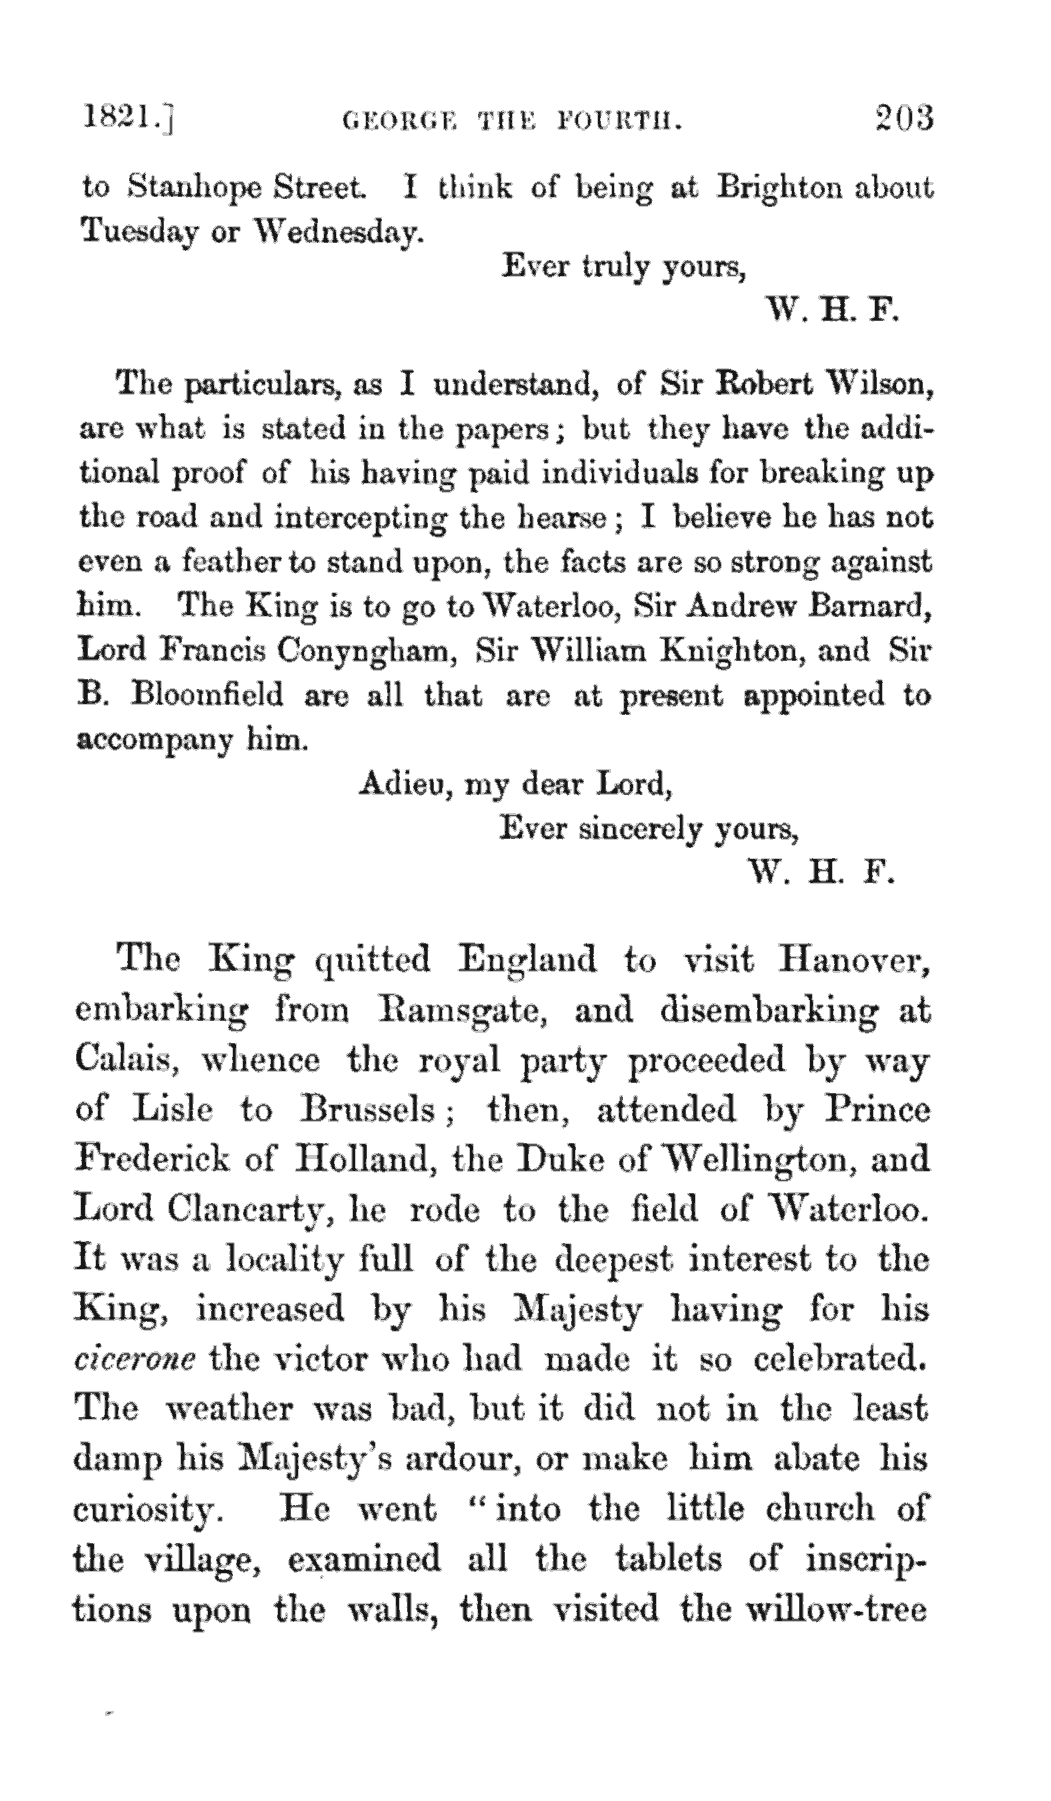 1821.] GEORGE THE FOURTH. 203
to Stanhope Street. I think of being at Brighton about
Tuesday or Wednesday.
Ever truly yours,
W. H. F.
The particulars, as I understand, of Sir Robert Wilson,
are what is stated in the papers; but they have the addi-
tional proof of his having paid individuals for breaking up
the road and intercepting the hearse; I believe he has not
even a feather to stand upon, the facts are so strong against
him. The King is to go to Waterloo, Sir Andrew Barnard,
Lord Francis Conyngham, Sir William Knighton, and Sir
B. Bloomfield are all that are at present appointed to
accompany him.
Adieu, my dear Lord,
Ever sincerely yours,
W. H. F.
The King quitted England to visit Hanover,
embarking from Ramsgate, and disembarking at
Calais, whence the royal party proceeded by way
of Lisle to Brussels; then, attended by Prince
Frederick of Holland, the Duke of Wellington, and
Lord Clancarty, he rode to the field of Waterloo.
It was a locality full of the deepest interest to the
King, increased by his Majesty having for his
cicerone the victor who had made it so celebrated.
The weather was bad, but it did not in the least
damp his Majesty's ardour, or make him abate his
curiosity. He went "into the little church of
the village, examined all the tablets of inscrip-
tions upon the walls, then visited the willow-tree